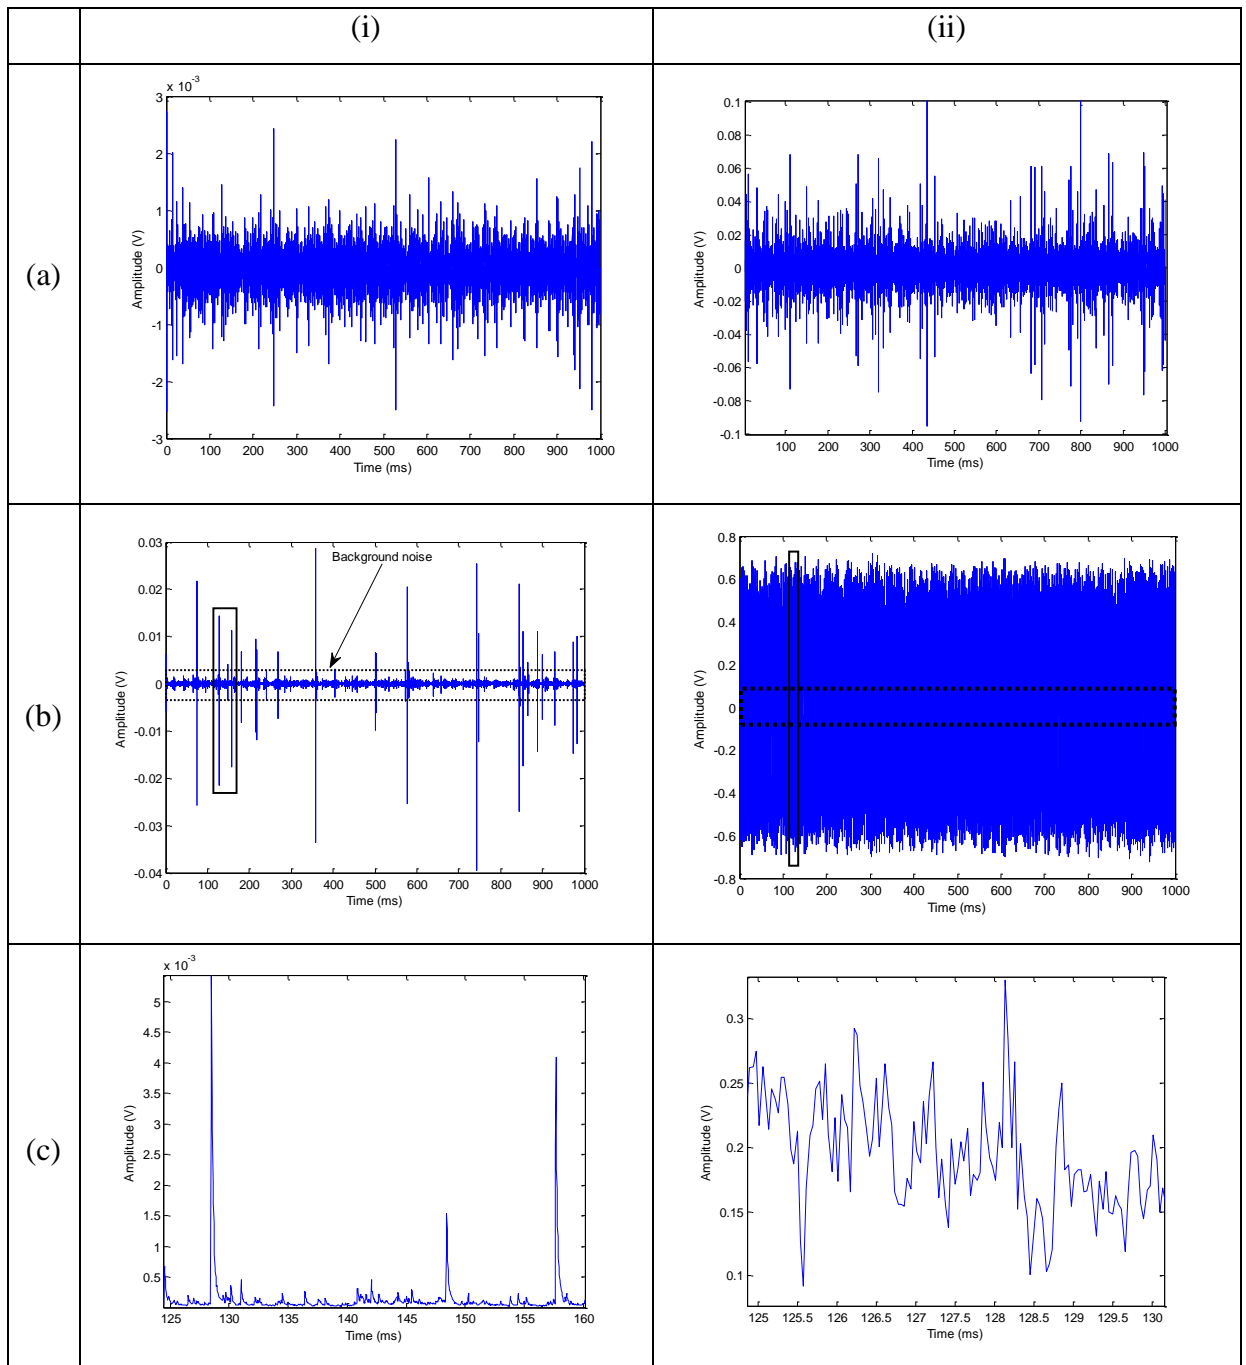 (i) (ii)
(a)
x 10^-3
3
2
1
0
-1
-2
-3
Amplitude (V)
0 100 200 300 400 500 600 700 800 900 1000
Time (ms)
0.1
0.08
0.06
0.04
0.02
0
-0.02
-0.04
-0.06
-0.08
-0.1
Amplitude (V)
100 200 300 400 500 600 700 800 900 1000
Time (ms)
(b)
0.03
0.02
0.01
0
-0.01
-0.02
-0.03
-0.04
Amplitude (V)
Background noise
0 100 200 300 400 500 600 700 800 900 1000
Time (ms)
0.8
0.6
0.4
0.2
0
-0.2
-0.4
-0.6
-0.8
Amplitude (V)
0 100 200 300 400 500 600 700 800 900 1000
Time (ms)
(c)
x 10^-3
5
4.5
4
3.5
3
2.5
2
1.5
1
0.5
Amplitude (V)
125 130 135 140 145 150 155 160
Time (ms)
0.3
0.25
0.2
0.15
0.1
Amplitude (V)
125 125.5 126 126.5 127 127.5 128 128.5 129 129.5 130
Time (ms)